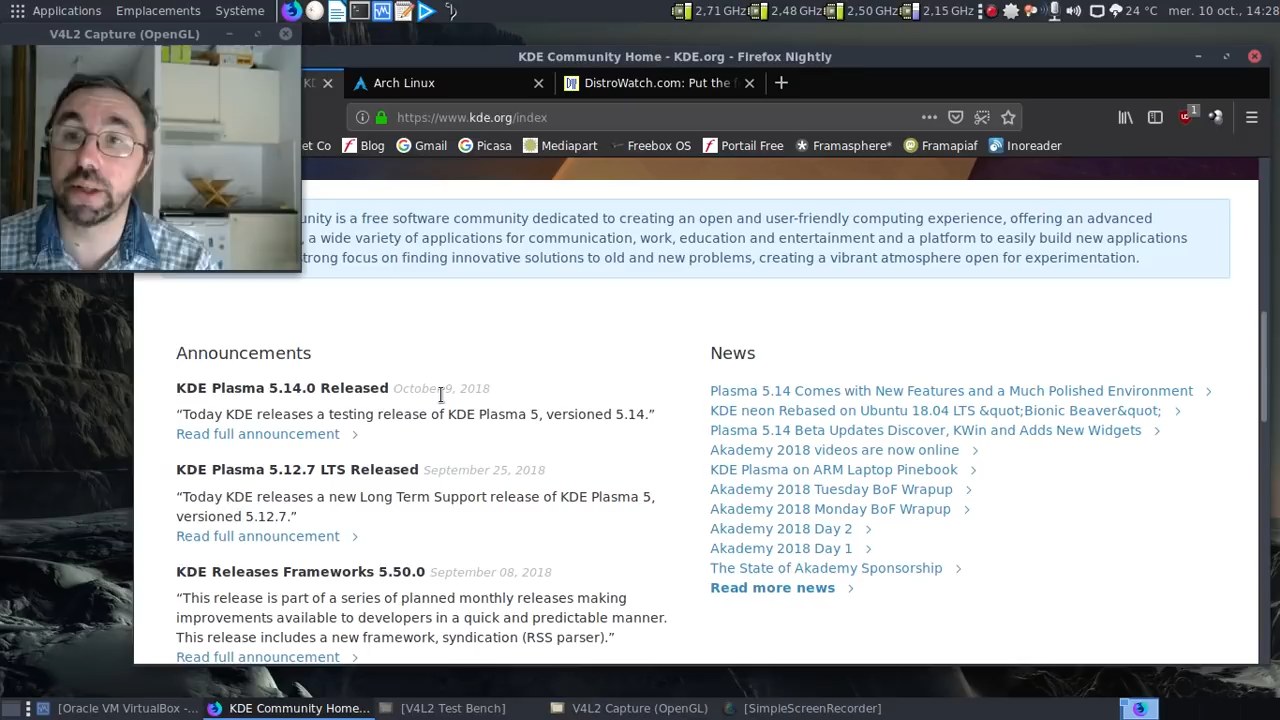 Applications Emplacements Système 2,71 GHz 2,48 GHz 2,50 GHz 2,15 GHz 24 °C mer. 10 oct., 14:28
V4L2 Capture (OpenGL)
KDE Community Home - KDE.org - Firefox Nightly
Arch Linux
DistroWatch.com: Put the f
https://www.kde.org/index
1
et Co Blog Gmail Picasa Mediapart Freebox OS Portail Free Framasphere* Framapiaf Inoreader
unity is a free software community dedicated to creating an open and user-friendly computing experience, offering an advanced
, a wide variety of applications for communication, work, education and entertainment and a platform to easily build new applications
trong focus on finding innovative solutions to old and new problems, creating a vibrant atmosphere open for experimentation.
Announcements
KDE Plasma 5.14.0 Released October 9, 2018
“Today KDE releases a testing release of KDE Plasma 5, versioned 5.14.”
Read full announcement
KDE Plasma 5.12.7 LTS Released September 25, 2018
“Today KDE releases a new Long Term Support release of KDE Plasma 5,
versioned 5.12.7.”
Read full announcement
KDE Releases Frameworks 5.50.0 September 08, 2018
“This release is part of a series of planned monthly releases making
improvements available to developers in a quick and predictable manner.
This release includes a new framework, syndication (RSS parser).”
Read full announcement
News
Plasma 5.14 Comes with New Features and a Much Polished Environment
KDE neon Rebased on Ubuntu 18.04 LTS &quot;Bionic Beaver&quot;
Plasma 5.14 Beta Updates Discover, KWin and Adds New Widgets
Akademy 2018 videos are now online
KDE Plasma on ARM Laptop Pinebook
Akademy 2018 Tuesday BoF Wrapup
Akademy 2018 Monday BoF Wrapup
Akademy 2018 Day 2
Akademy 2018 Day 1
The State of Akademy Sponsorship
Read more news
[Oracle VM VirtualBox -... KDE Community Home... [V4L2 Test Bench] V4L2 Capture (OpenGL) [SimpleScreenRecorder]